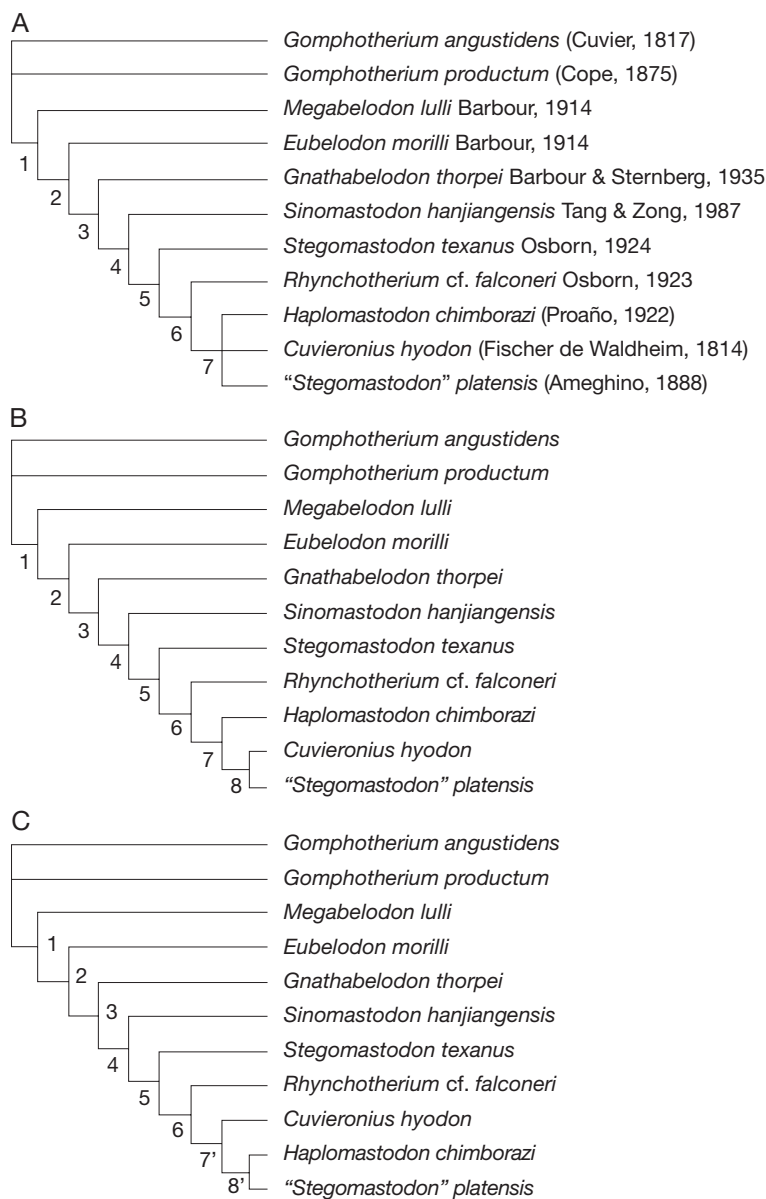 A
Gomphotherium angustidens (Cuvier, 1817)
Gomphotherium productum (Cope, 1875)
Megabelodon lulli Barbour, 1914
Eubelodon morilli Barbour, 1914
1
Gnathabelodon thorpei Barbour & Sternberg, 1935
2
Sinomastodon hanjiangensis Tang & Zong, 1987
3
Stegomastodon texanus Osborn, 1924
4
Rhynchotherium cf. falconeri Osborn, 1923
5
Haplomastodon chimborazi (Proaño, 1922)
6
Cuvieronius hyodon (Fischer de Waldheim, 1814)
7
“Stegomastodon” platensis (Ameghino, 1888)
B
Gomphotherium angustidens
Gomphotherium productum
Megabelodon lulli
Eubelodon morilli
1
Gnathabelodon thorpei
2
Sinomastodon hanjiangensis
3
Stegomastodon texanus
4
Rhynchotherium cf. falconeri
5
Haplomastodon chimborazi
6
Cuvieronius hyodon
7
8 “Stegomastodon” platensis
C
Gomphotherium angustidens
Gomphotherium productum
Megabelodon lulli
1
Eubelodon morilli
2
Gnathabelodon thorpei
3
Sinomastodon hanjiangensis
4
Stegomastodon texanus
5
Rhynchotherium cf. falconeri
6
Cuvieronius hyodon
7'
Haplomastodon chimborazi
8'
“Stegomastodon” platensis